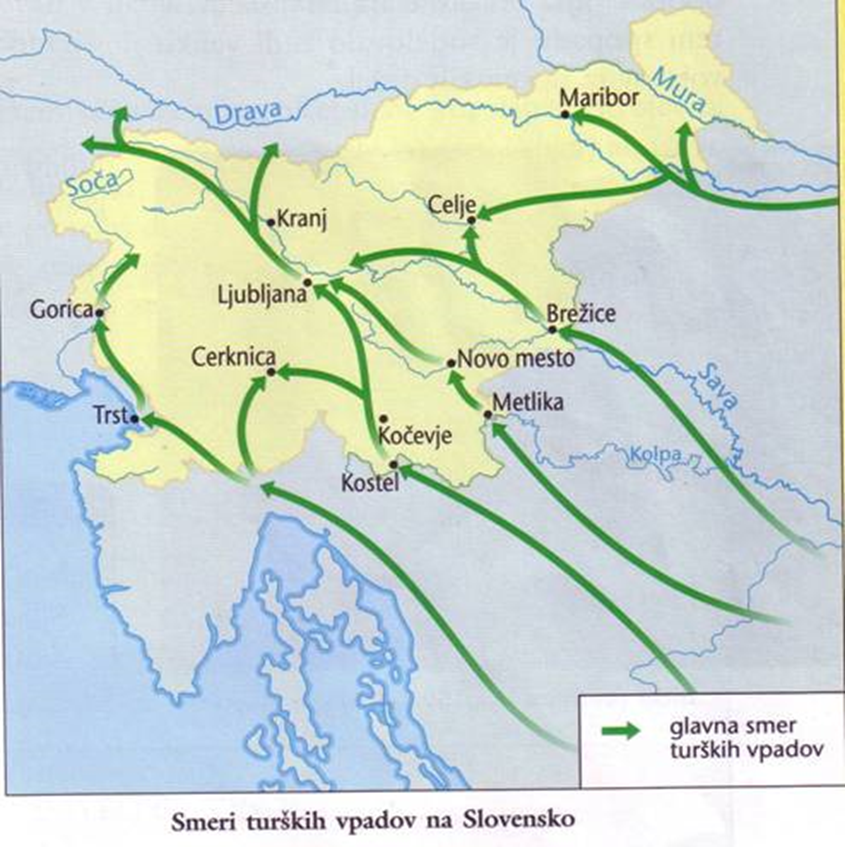 Drava
Mura
Maribor
Soča
Celje
Kranj
Ljubljana
Gorica
Brežice
Cerknica
Novo mesto
Sava
Metlika
Trst
Kočevje
Kolpa
Kostel
glavna smer
turških vpadov
Smeri turških vpadov na Slovensko